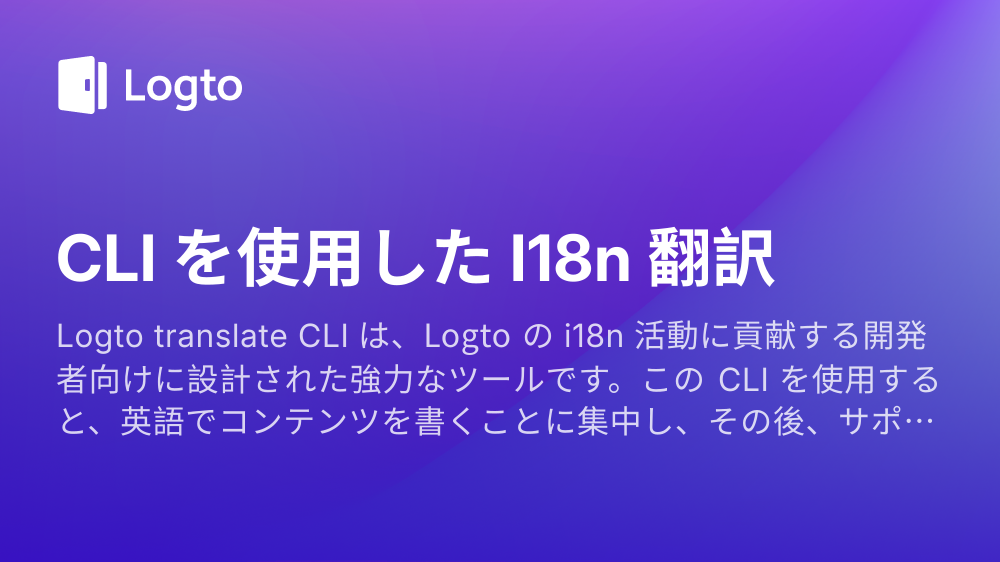 Logto
CLI を使用した I18n 翻訳
Logto translate CLI は、Logto の i18n 活動に貢献する開発
者向けに設計された強力なツールです。この CLI を使用する
と、英語でコンテンツを書くことに集中し、その後、サポ…